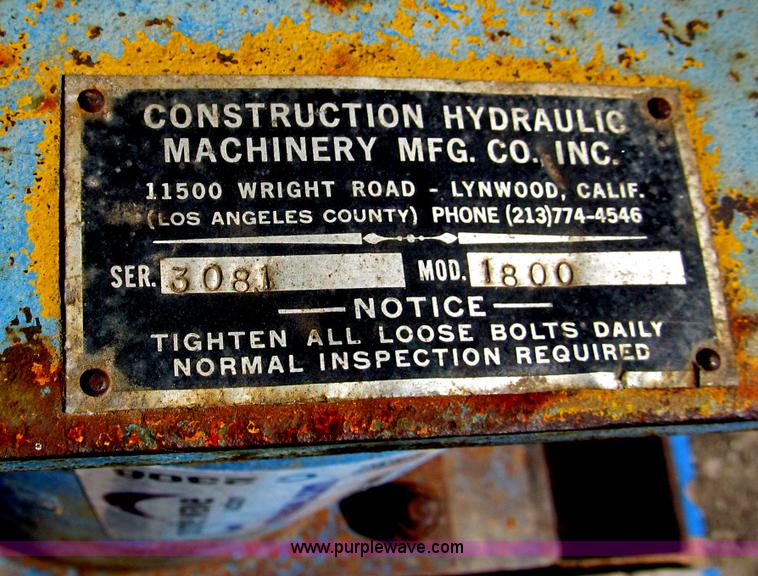 CONSTRUCTION HYDRAULIC
MACHINERY MFG. CO., INC.
11500 WRIGHT ROAD - LYNWOOD, CALIF.
(LOS ANGELES COUNTY) PHONE (213)774-4546
SER. 3081 MOD. 1800
NOTICE
TIGHTEN ALL LOOSE BOLTS DAILY
NORMAL INSPECTION REQUIRED
www.purplewave.com